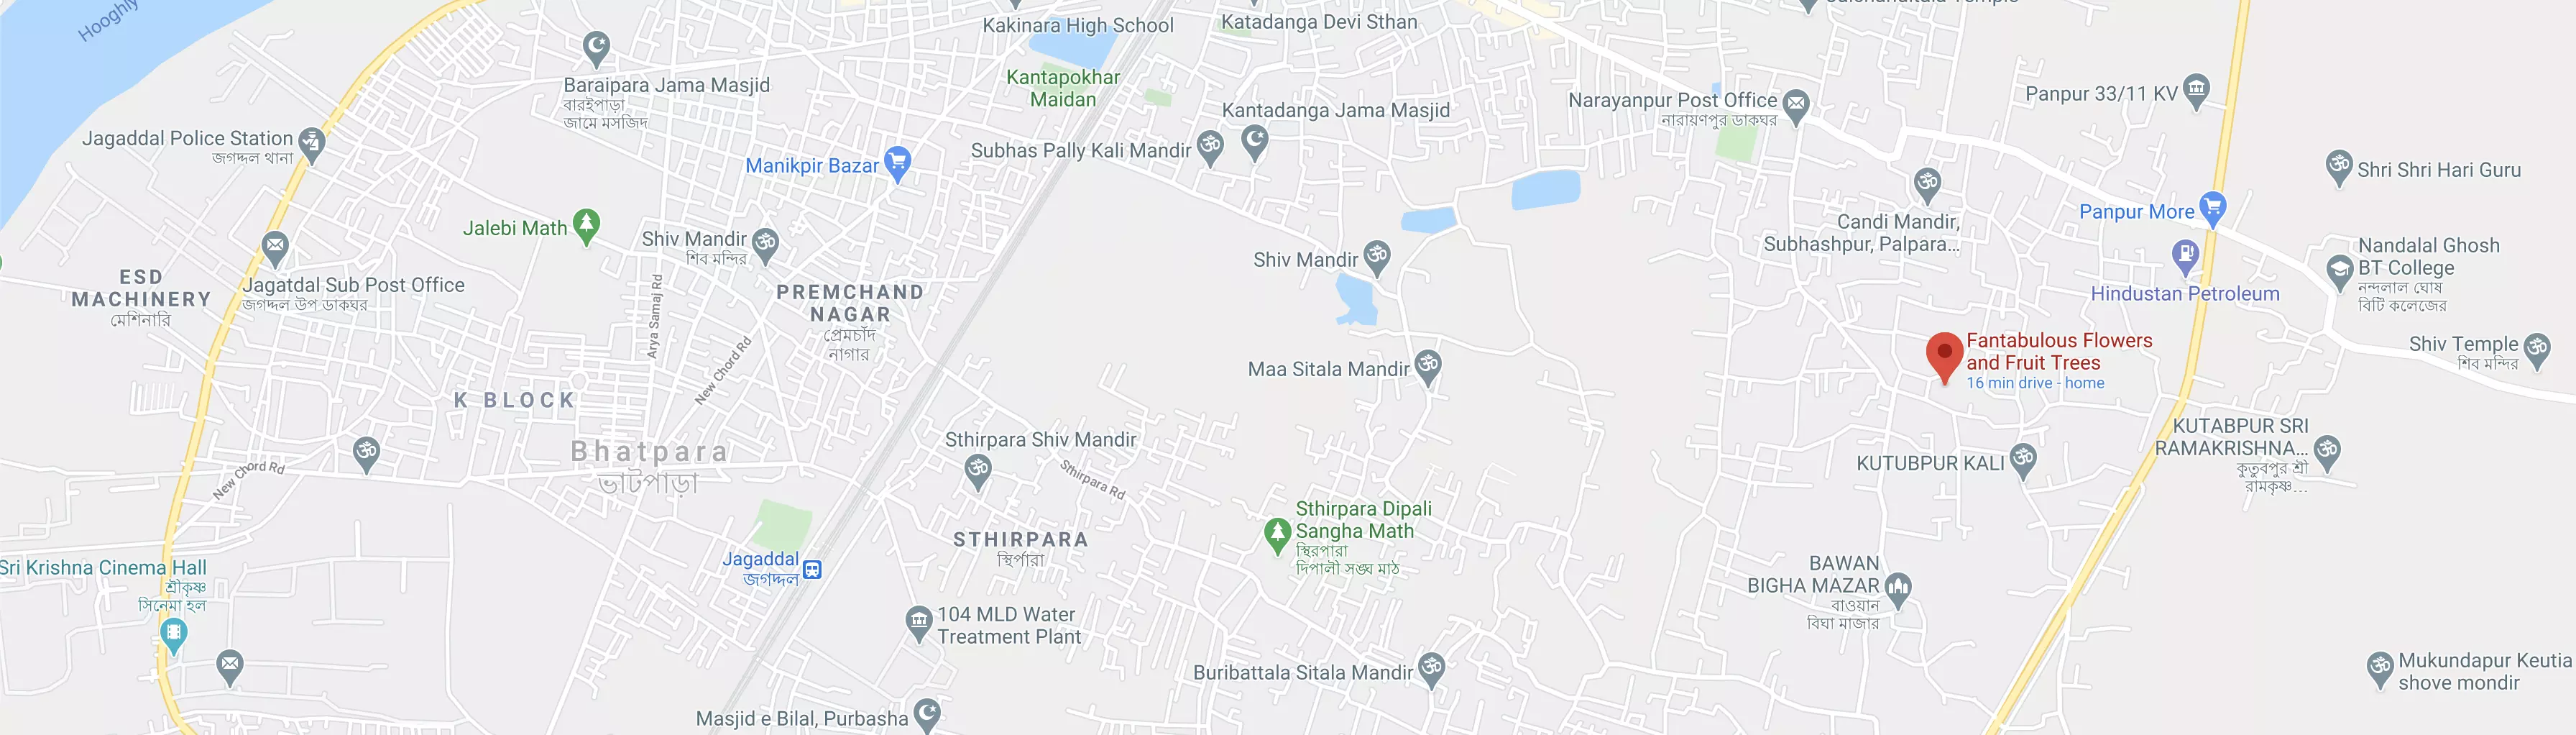 Hooghly
Kakinara High School
Katadanga Devi Sthan
Baraipara Jama Masjid
বারইপাড়া
জামে মসজিদ
Kantapokhar
Maidan
Kantadanga Jama Masjid
Narayanpur Post Office
নারায়ণপুর ডাকঘর
Panpur 33/11 KV
Jagaddal Police Station
জগদ্দল থানা
Manikpir Bazar
Subhas Pally Kali Mandir
Shri Shri Hari Guru
Jalebi Math
Shiv Mandir
শিব মন্দির
Candi Mandir,
Subhashpur, Palpara...
Panpur More
ESD
MACHINERY
মেশিনারি
Jagatdal Sub Post Office
জগদ্দল উপ ডাকঘর
Arya Samaj Rd
PREMCHAND
NAGAR
প্রেমচাঁদ
নাগার
Shiv Mandir
Hindustan Petroleum
Nandalal Ghosh
BT College
নন্দলাল ঘোষ
বিটি কলেজের
New Chord Rd
Maa Sitala Mandir
Fantabulous Flowers
and Fruit Trees
16 min drive - home
Shiv Temple
শিব মন্দির
K BLOCK
Bhatpara
ভাটপাড়া
New Chord Rd
Sthirpara Shiv Mandir
Sthirpara Rd
KUTUBPUR KALI
KUTABPUR SRI
RAMAKRISHNA...
কুতুবপুর শ্রী
রামকৃষ্ণ...
Sthirpara Dipali
Sangha Math
স্থিরপারা
দিপালী সঙ্ঘ মাঠ
STHIRPARA
স্থির্পারা
Jagaddal
জগদ্দল
Sri Krishna Cinema Hall
শ্রীকৃষ্ণ
সিনেমা হল
BAWAN
BIGHA MAZAR
বাওয়ান
বিঘা মাজার
104 MLD Water
Treatment Plant
Buribattala Sitala Mandir
Mukundapur Keutia
shove mondir
Masjid e Bilal, Purbasha